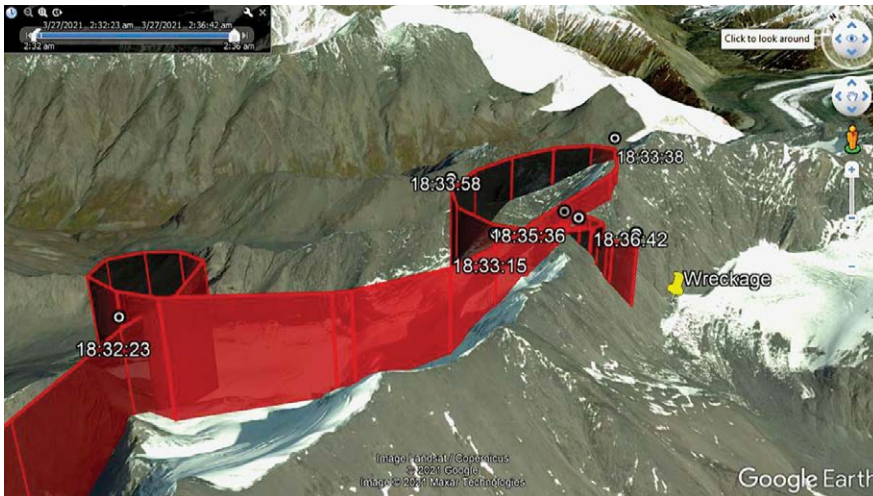 3/27/2021 2:32:23 am 3/27/2021 2:36:42 am
2:32 am
2:36 am
Click to look around
N
18:33:38
18:33:58
18:35:36
18:36:42
18:33:15
Wreckage
18:32:23
Image Landsat / Copernicus
© 2021 Google
Image © 2021 Maxar Technologies
Google Earth